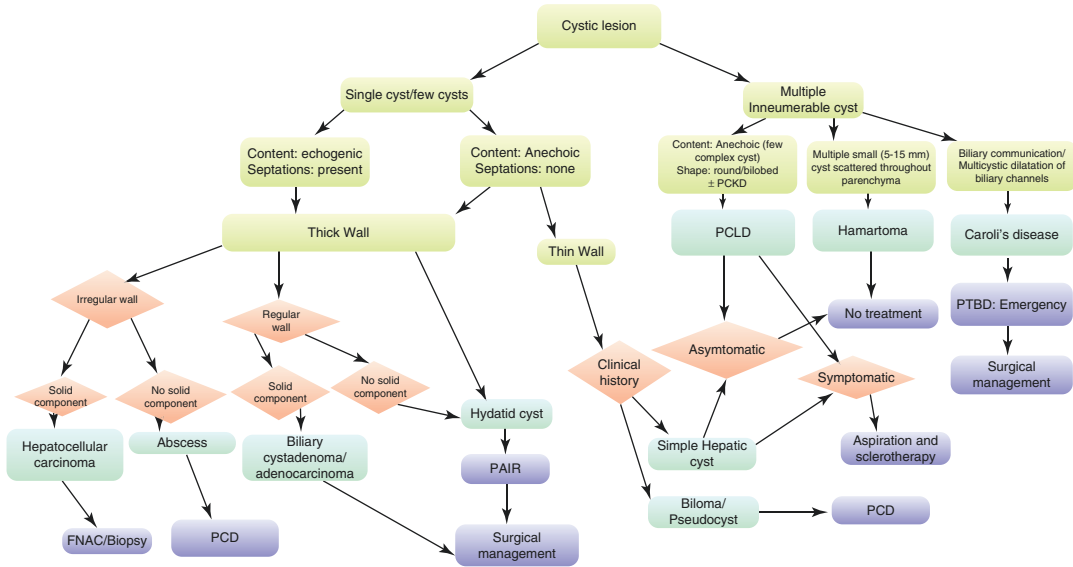 Cystic lesion
Single cyst/few cysts
Multiple
Inneumerable cyst
Content: echogenic
Septations: present
Content: Anechoic
Septations: none
Content: Anechoic (few
complex cyst)
Shape: round/bilobed
± PCKD
Multiple small (5-15 mm)
cyst scattered throughout
parenchyma
Biliary communication/
Multicystic dilatation of
biliary channels
Thick Wall
Thin Wall
PCLD
Hamartoma
Caroli's disease
Irregular wall
Regular
wall
Clinical
history
Asymtomatic
No treatment
PTBD: Emergency
Solid
component
No solid
component
Solid
component
No solid
component
Symptomatic
Surgical
management
Hepatocellular
carcinoma
Abscess
Biliary
cystadenoma/
adenocarcinoma
Hydatid cyst
Simple Hepatic
cyst
Aspiration and
sclerotherapy
PAIR
Biloma/
Pseudocyst
PCD
FNAC/Biopsy
PCD
Surgical
management